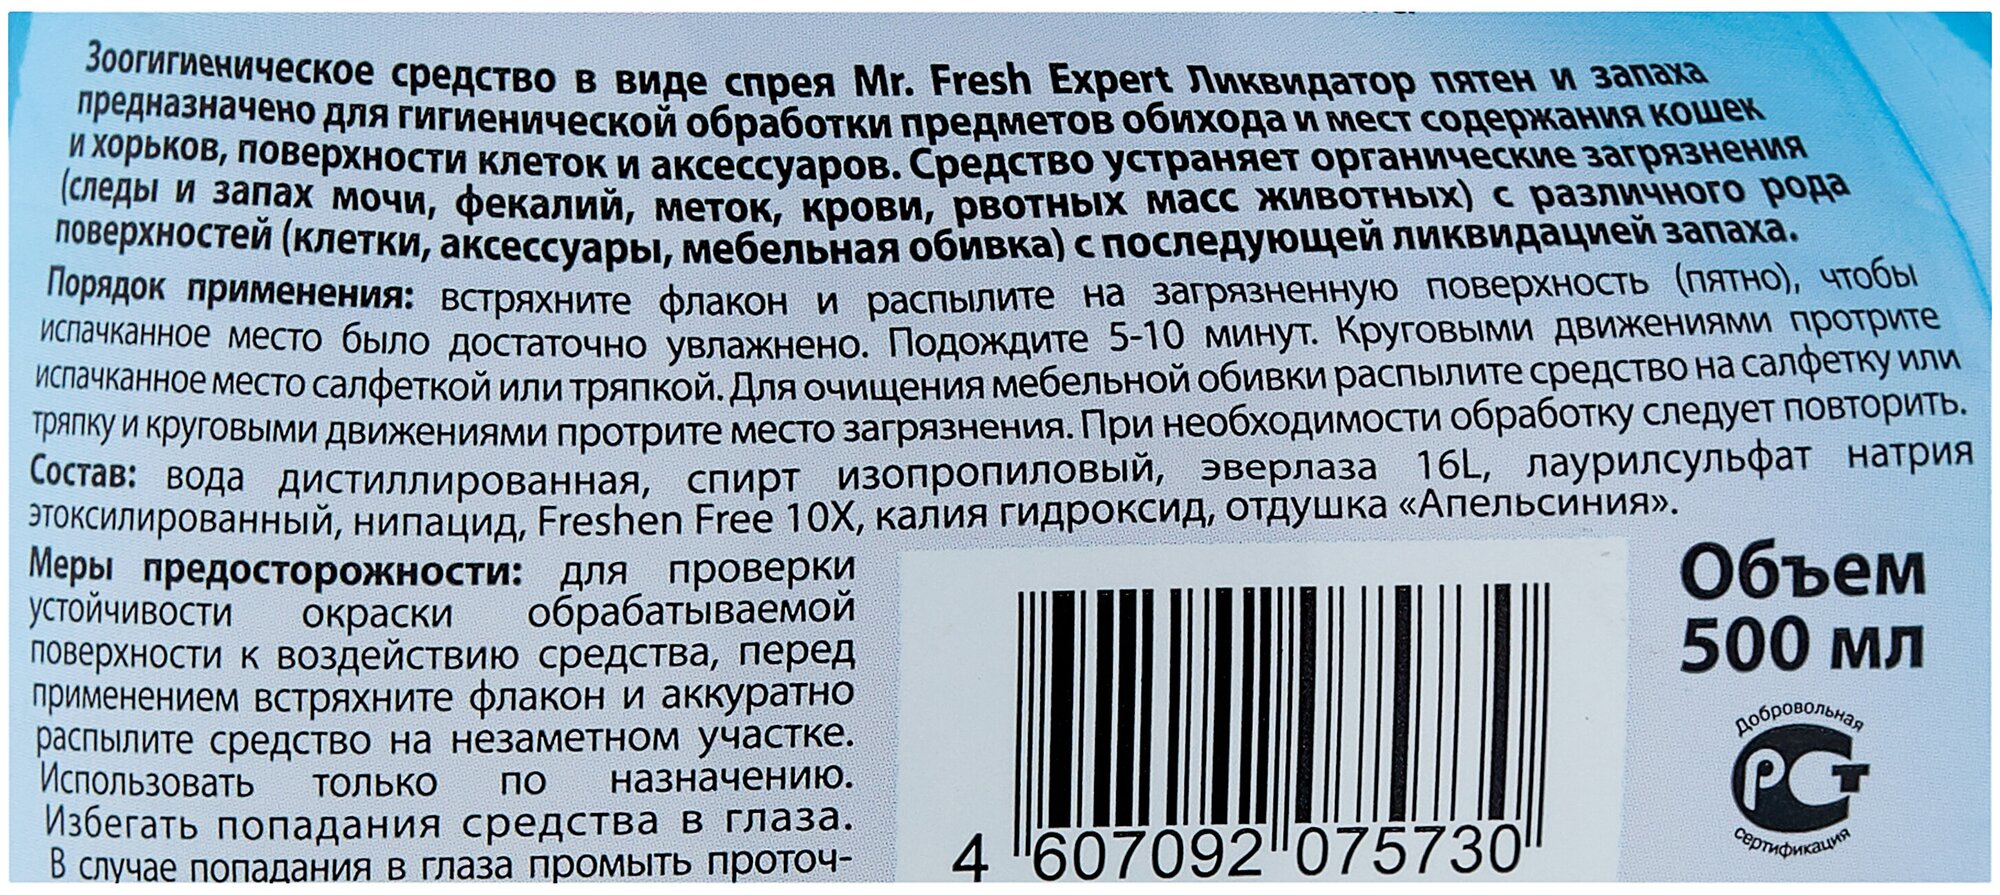 Зоогигиеническое средство в виде спрея Mr. Fresh Expert Ликвидатор пятен и запаха
предназначено для гигиенической обработки предметов обихода и мест содержания кошек
и хорьков, поверхности клеток и аксессуаров. Средство устраняет органические загрязнения
(следы и запах мочи, фекалий, меток, крови, рвотных масс животных) с различного рода
поверхностей (клетки, аксессуары, мебельная обивка) с последующей ликвидацией запаха.
Порядок применения: встряхните флакон и распылите на загрязненную поверхность (пятно), чтобы
испачканное место было достаточно увлажнено. Подождите 5-10 минут. Круговыми движениями протрите
испачканное место салфеткой или тряпкой. Для очищения мебельной обивки распылите средство на салфетку или
тряпку и круговыми движениями протрите место загрязнения. При необходимости обработку следует повторить.
Состав: вода дистиллированная, спирт изопропиловый, эверлаза 16L, лаурилсульфат натрия
этоксилированный, нипацид, Freshen Free 10X, калия гидроксид, отдушка «Апельсиния».
Меры предосторожности: для проверки
устойчивости окраски обрабатываемой
поверхности к воздействию средства, перед
применением встряхните флакон и аккуратно
распылите средство на незаметном участке.
Использовать только по назначению.
Избегать попадания средства в глаза.
В случае попадания в глаза промыть проточ-
4 607092 075730
Объем
500 мл
Добровольная
РСТ
сертификация